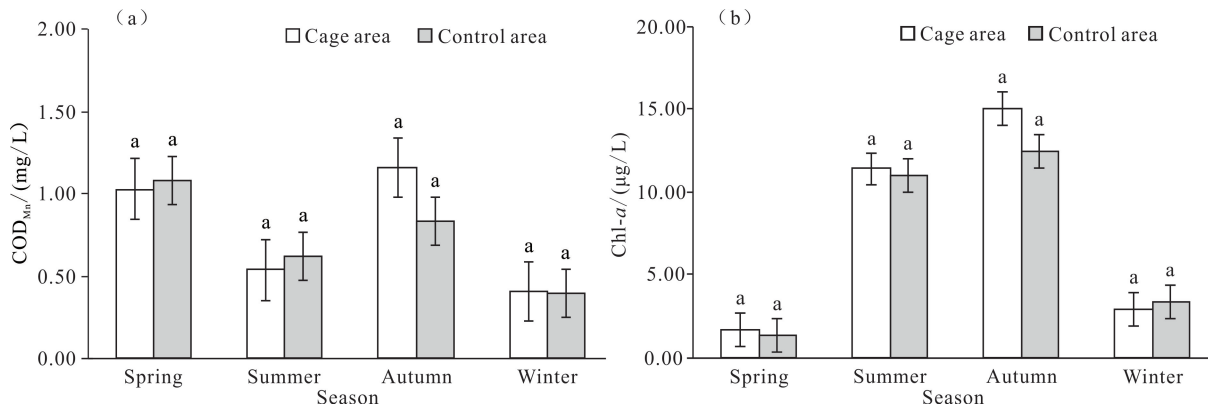 (a)
Cage area Control area
2.00
1.50
1.00
0.50
0.00
COD_Mn/(mg/L)
a a a a a a a a
Spring Summer Autumn Winter
Season
(b)
Cage area Control area
20.00
15.00
10.00
5.00
0.00
Chl-a/(μg/L)
a a a a a a a a
Spring Summer Autumn Winter
Season